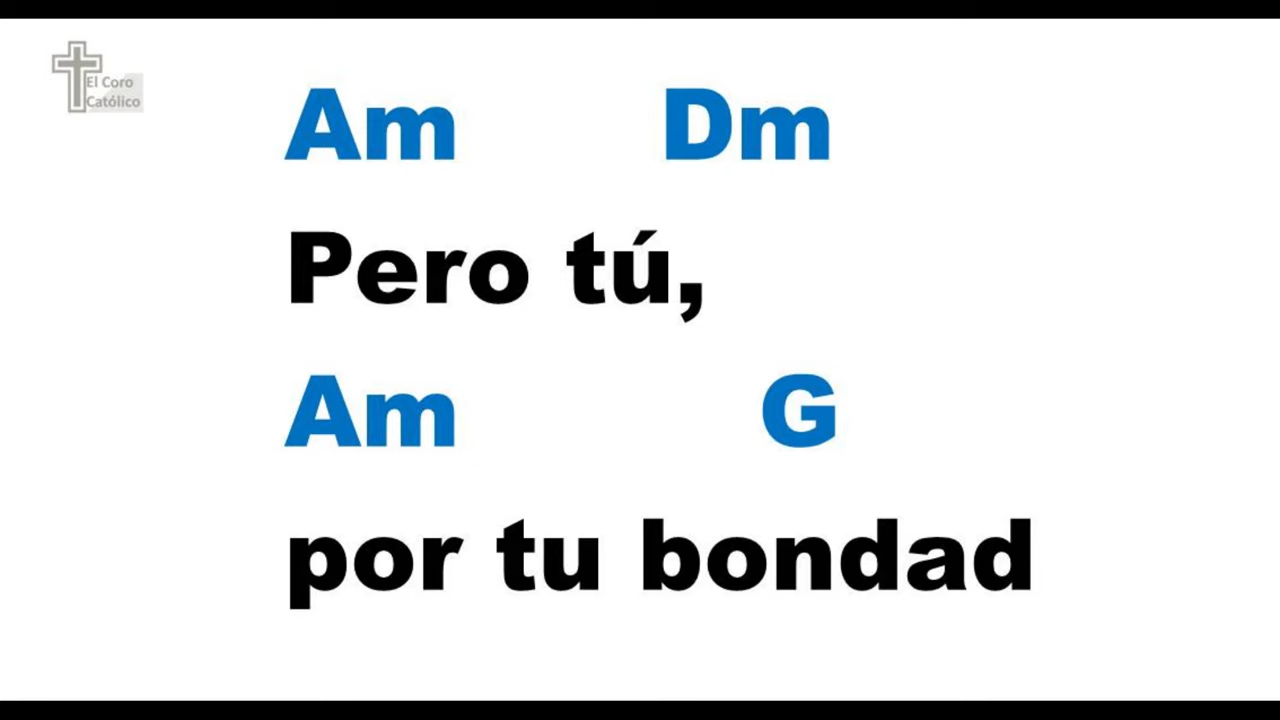 El Coro
Católico
Am Dm
Pero tú,
Am G
por tu bondad